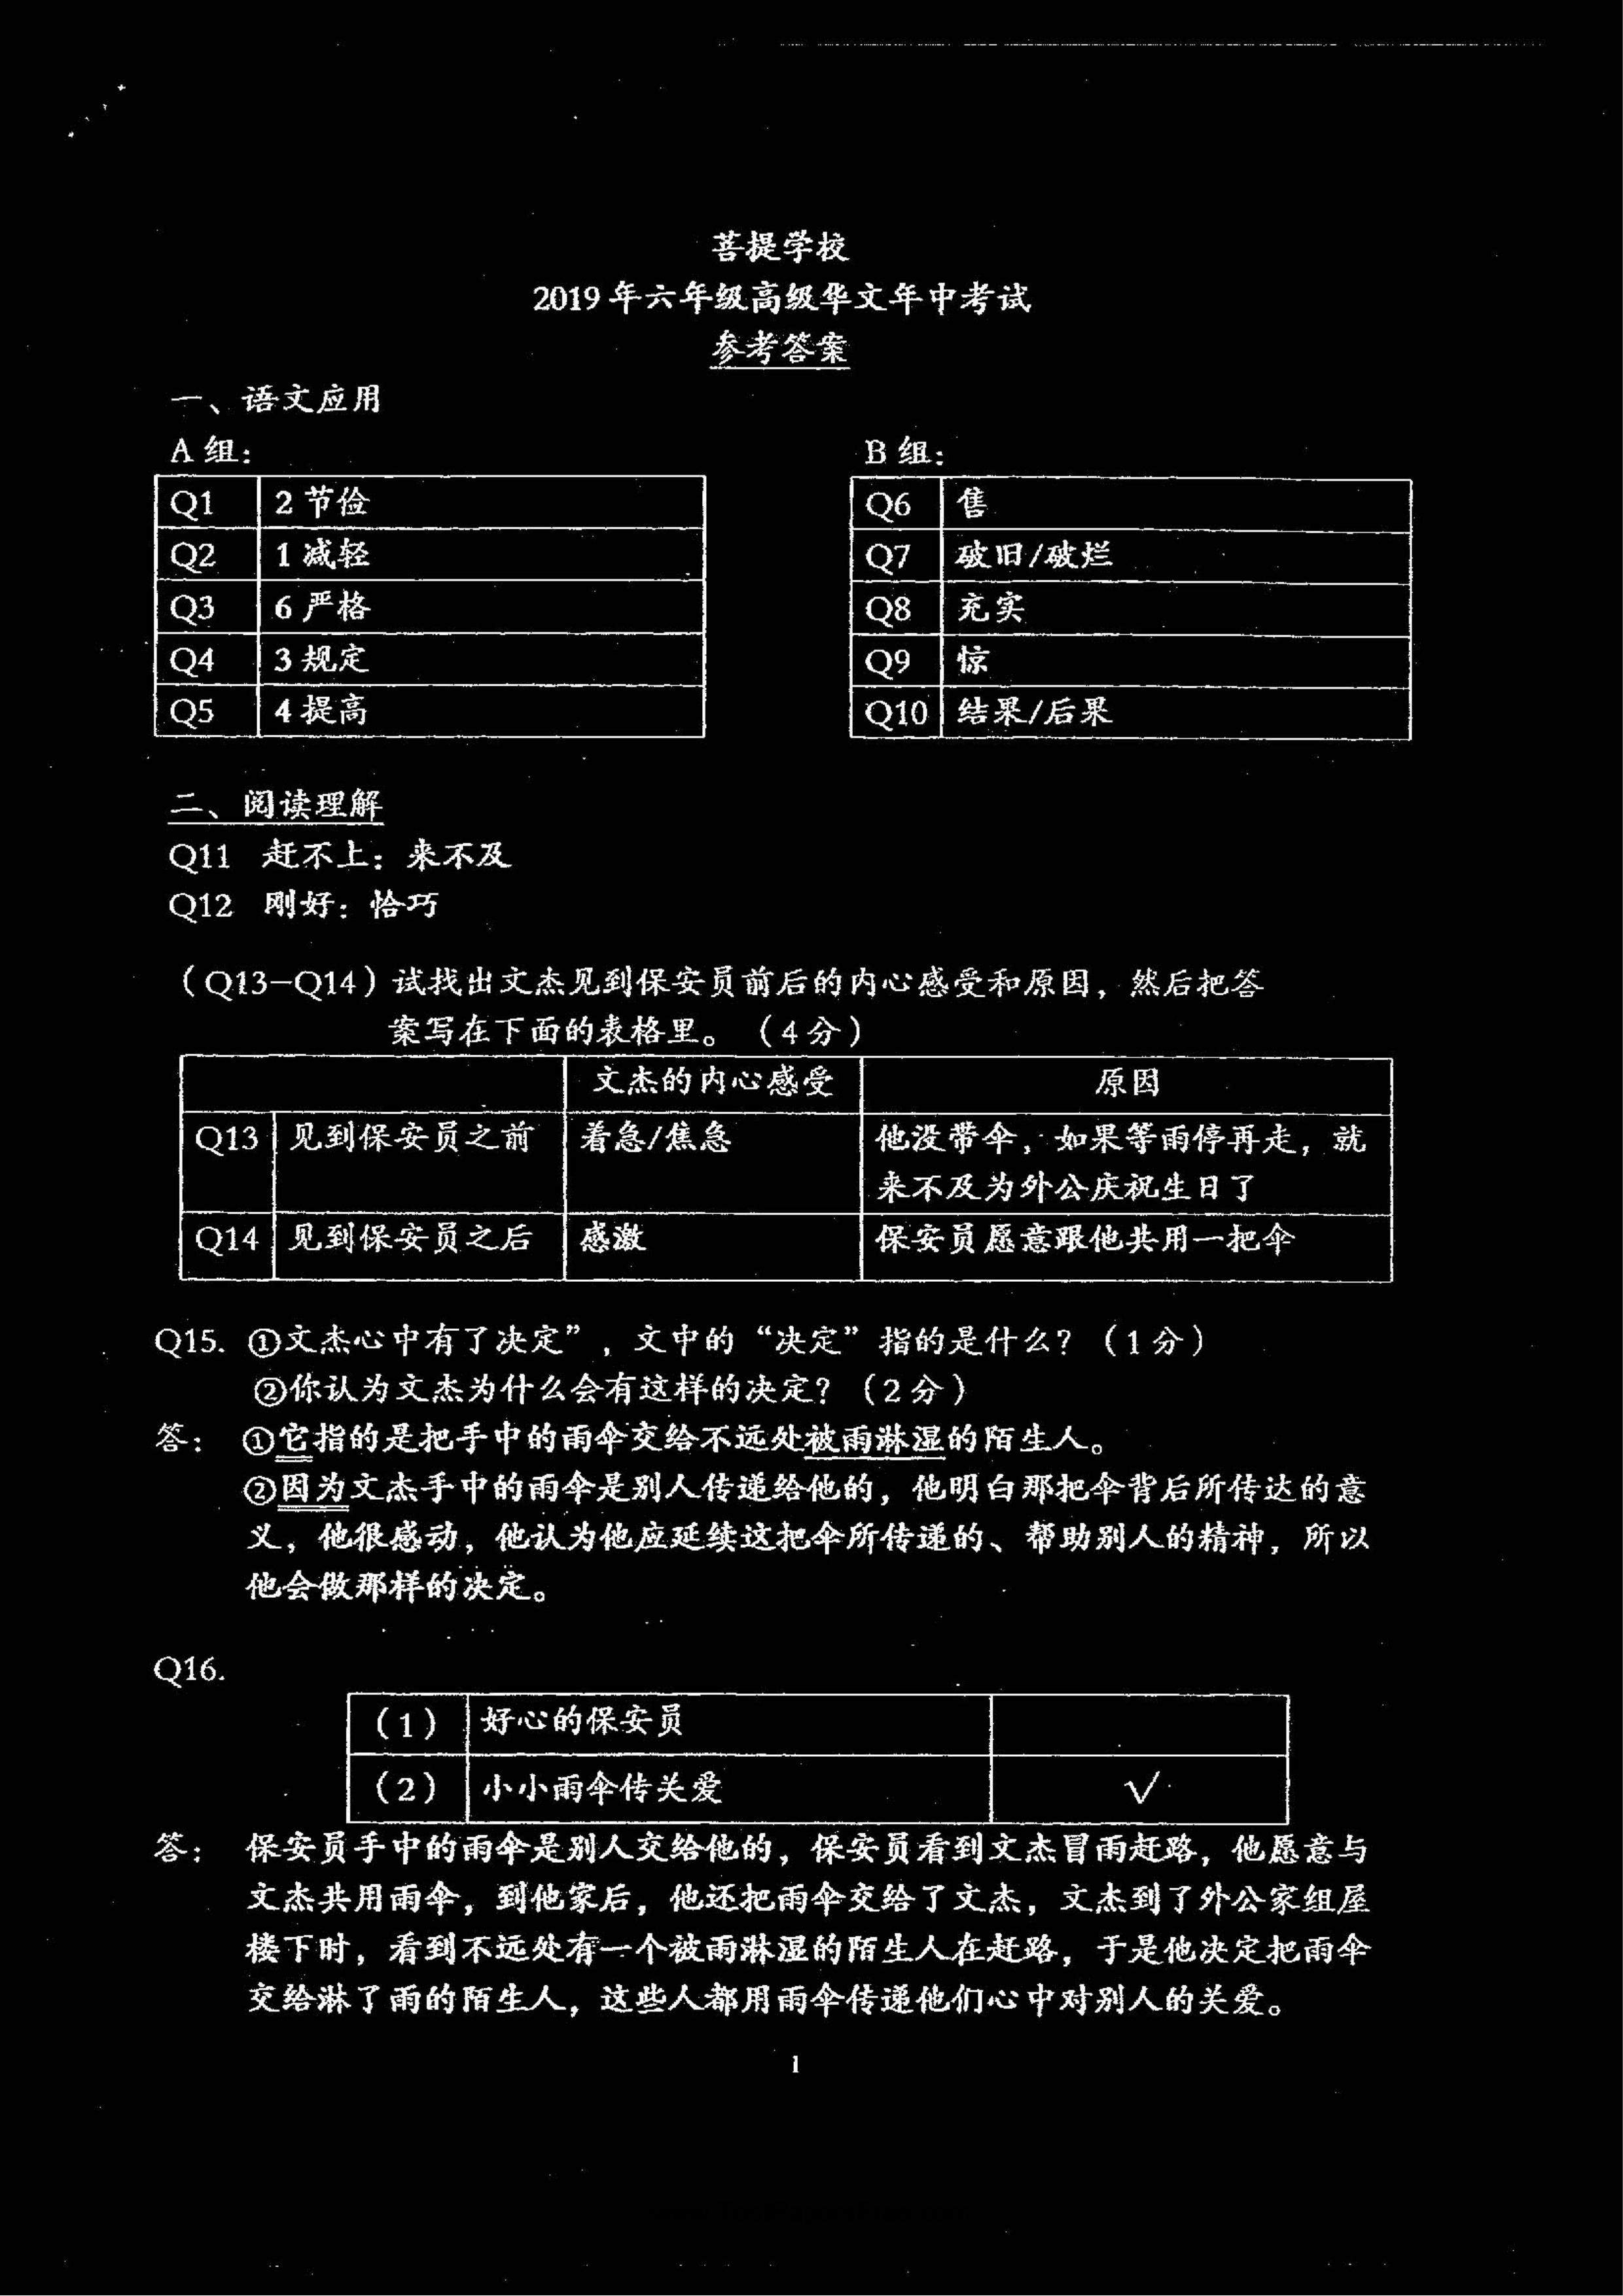 菩提学校
2019年六年级高级华文年中考试
参考答案
一、语文应用
A组:
Q1 2节俭
Q2 1减轻
Q3 6严格
Q4 3规定
Q5 4提高
B组:
Q6 售
Q7 破旧/破烂
Q8 充实
Q9 惊
Q10 结果/后果
二、阅读理解
Q11 赶不上:来不及
Q12 刚好:恰巧
(Q13–Q14)试找出文杰见到保安员前后的内心感受和原因,然后把答
案写在下面的表格里。(4分)
文杰的内心感受 原因
Q13 见到保安员之前 着急/焦急 他没带伞,如果等雨停再走,就
来不及为外公庆祝生日了
Q14 见到保安员之后 感激 保安员愿意跟他共用一把伞
Q15. ①文杰心中有了决定”,文中的“决定”指的是什么?(1分)
②你认为文杰为什么会有这样的决定?(2分)
答: ①它指的是把手中的雨伞交给不远处被雨淋湿的陌生人。
②因为文杰手中的雨伞是别人传递给他的,他明白那把伞背后所传达的意
义,他很感动,他认为他应延续这把伞所传递的、帮助别人的精神,所以
他会做那样的决定。
Q16.
(1) 好心的保安员
(2) 小小雨伞传关爱 √
答: 保安员手中的雨伞是别人交给他的,保安员看到文杰冒雨赶路,他愿意与
文杰共用雨伞,到他家后,他还把雨伞交给了文杰,文杰到了外公家组屋
楼下时,看到不远处有一个被雨淋湿的陌生人在赶路,于是他决定把雨伞
交给淋了雨的陌生人,这些人都用雨伞传递他们心中对别人的关爱。
1